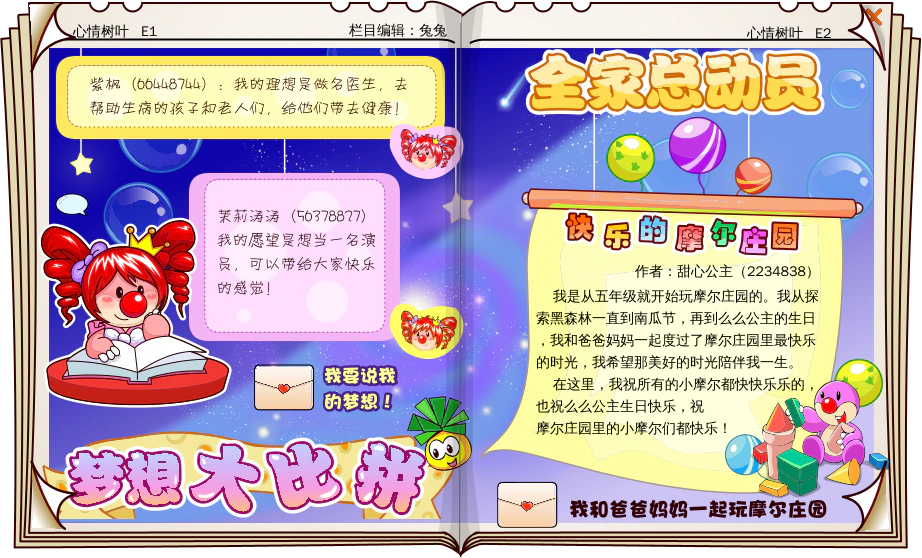 心情树叶 E1
栏目编辑：兔兔
紫枫（66448744）：我的理想是做名医生，去
帮助生病的孩子和老人们，给他们带去健康！
茉莉涛涛（56378877）
我的愿望是想当一名演
员，可以带给大家快乐
的感觉！
我要说我
的梦想！
梦想大比拼
心情树叶 E2
全家总动员
快乐的摩尔庄园
作者：甜心公主（2234838）
我是从五年级就开始玩摩尔庄园的。我从探
索黑森林一直到南瓜节，再到么么公主的生日
，我和爸爸妈妈一起度过了摩尔庄园里最快乐
的时光，我希望那美好的时光陪伴我一生。
在这里，我祝所有的小摩尔都快快乐乐的，
也祝么么公主生日快乐，祝
摩尔庄园里的小摩尔们都快乐！
我和爸爸妈妈一起玩摩尔庄园